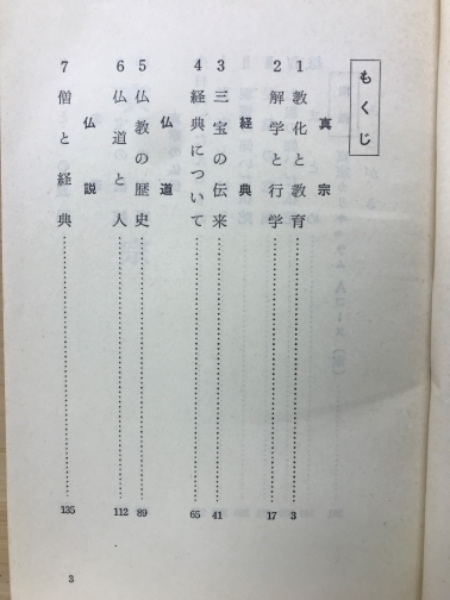 もくじ
真宗
1 教化と教育……3
2 解学と行学……17
経典
3 三宝の伝来……41
4 経典について……65
仏道
5 仏教の歴史……89
6 仏道と人……112
仏説
7 僧と経典……135
3